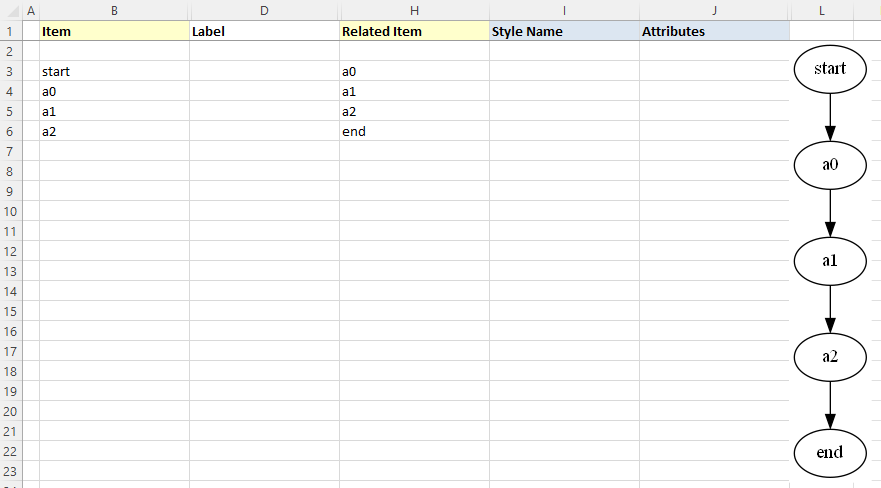 A B D H I J L
1 Item Label Related Item Style Name Attributes
2
3 start a0
4 a0 a1
5 a1 a2
6 a2 end
7
8
9
10
11
12
13
14
15
16
17
18
19
20
21
22
23
start
a0
a1
a2
end